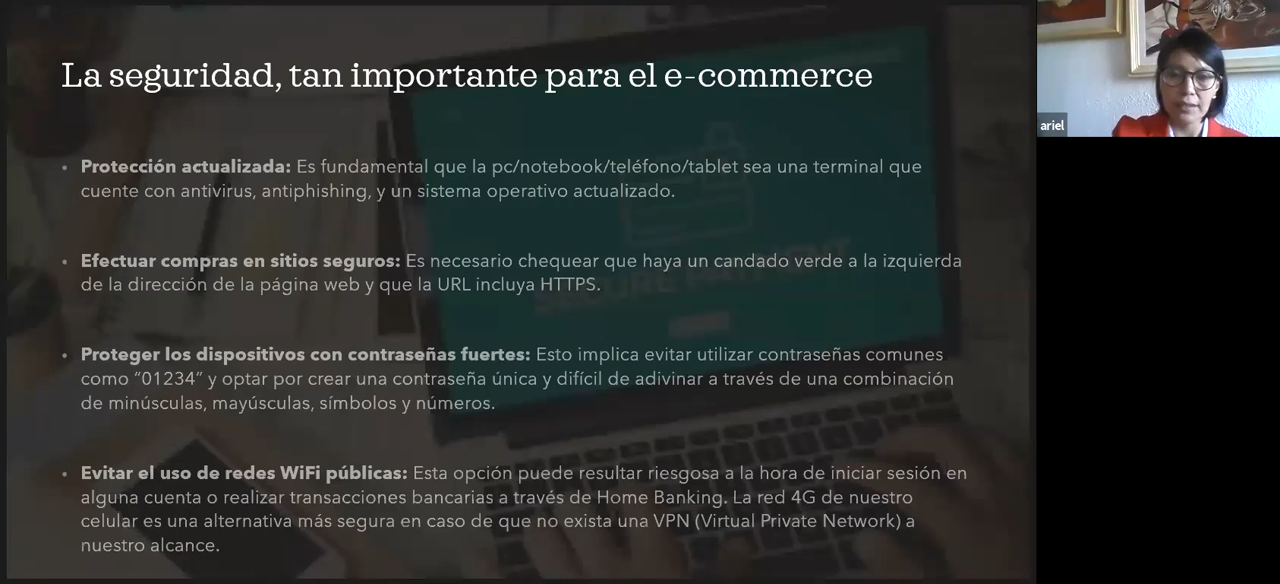 La seguridad, tan importante para el e-commerce
ariel
• Protección actualizada: Es fundamental que la pc/notebook/teléfono/tablet sea una terminal que
cuente con antivirus, antiphishing, y un sistema operativo actualizado.
• Efectuar compras en sitios seguros: Es necesario chequear que haya un candado verde a la izquierda
de la dirección de la página web y que la URL incluya HTTPS.
SECURE PAYMENT
• Proteger los dispositivos con contraseñas fuertes: Esto implica evitar utilizar contraseñas comunes
como “01234” y optar por crear una contraseña única y difícil de adivinar a través de una combinación
de minúsculas, mayúsculas, símbolos y números.
• Evitar el uso de redes WiFi públicas: Esta opción puede resultar riesgosa a la hora de iniciar sesión en
alguna cuenta o realizar transacciones bancarias a través de Home Banking. La red 4G de nuestro
celular es una alternativa más segura en caso de que no exista una VPN (Virtual Private Network) a
nuestro alcance.